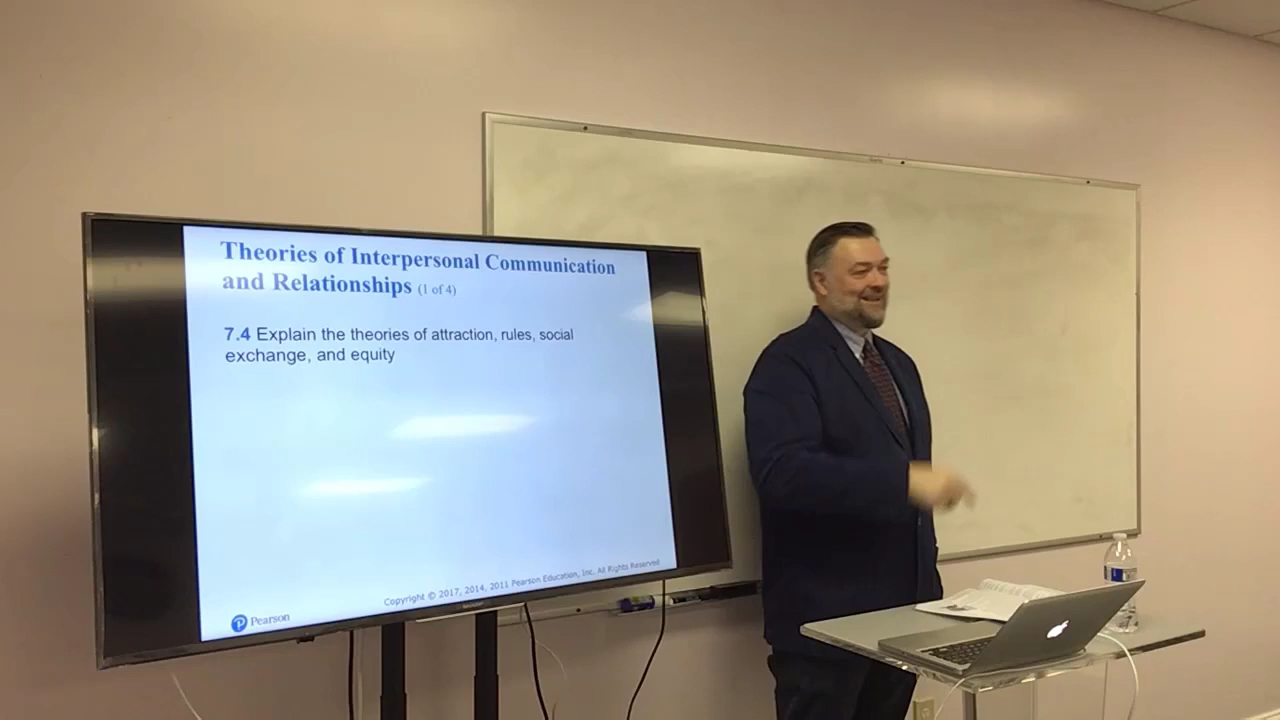 Theories of Interpersonal Communication
and Relationships (1 of 4)
7.4 Explain the theories of attraction, rules, social
exchange, and equity
Copyright © 2017, 2014, 2011 Pearson Education, Inc. All Rights Reserved
Pearson